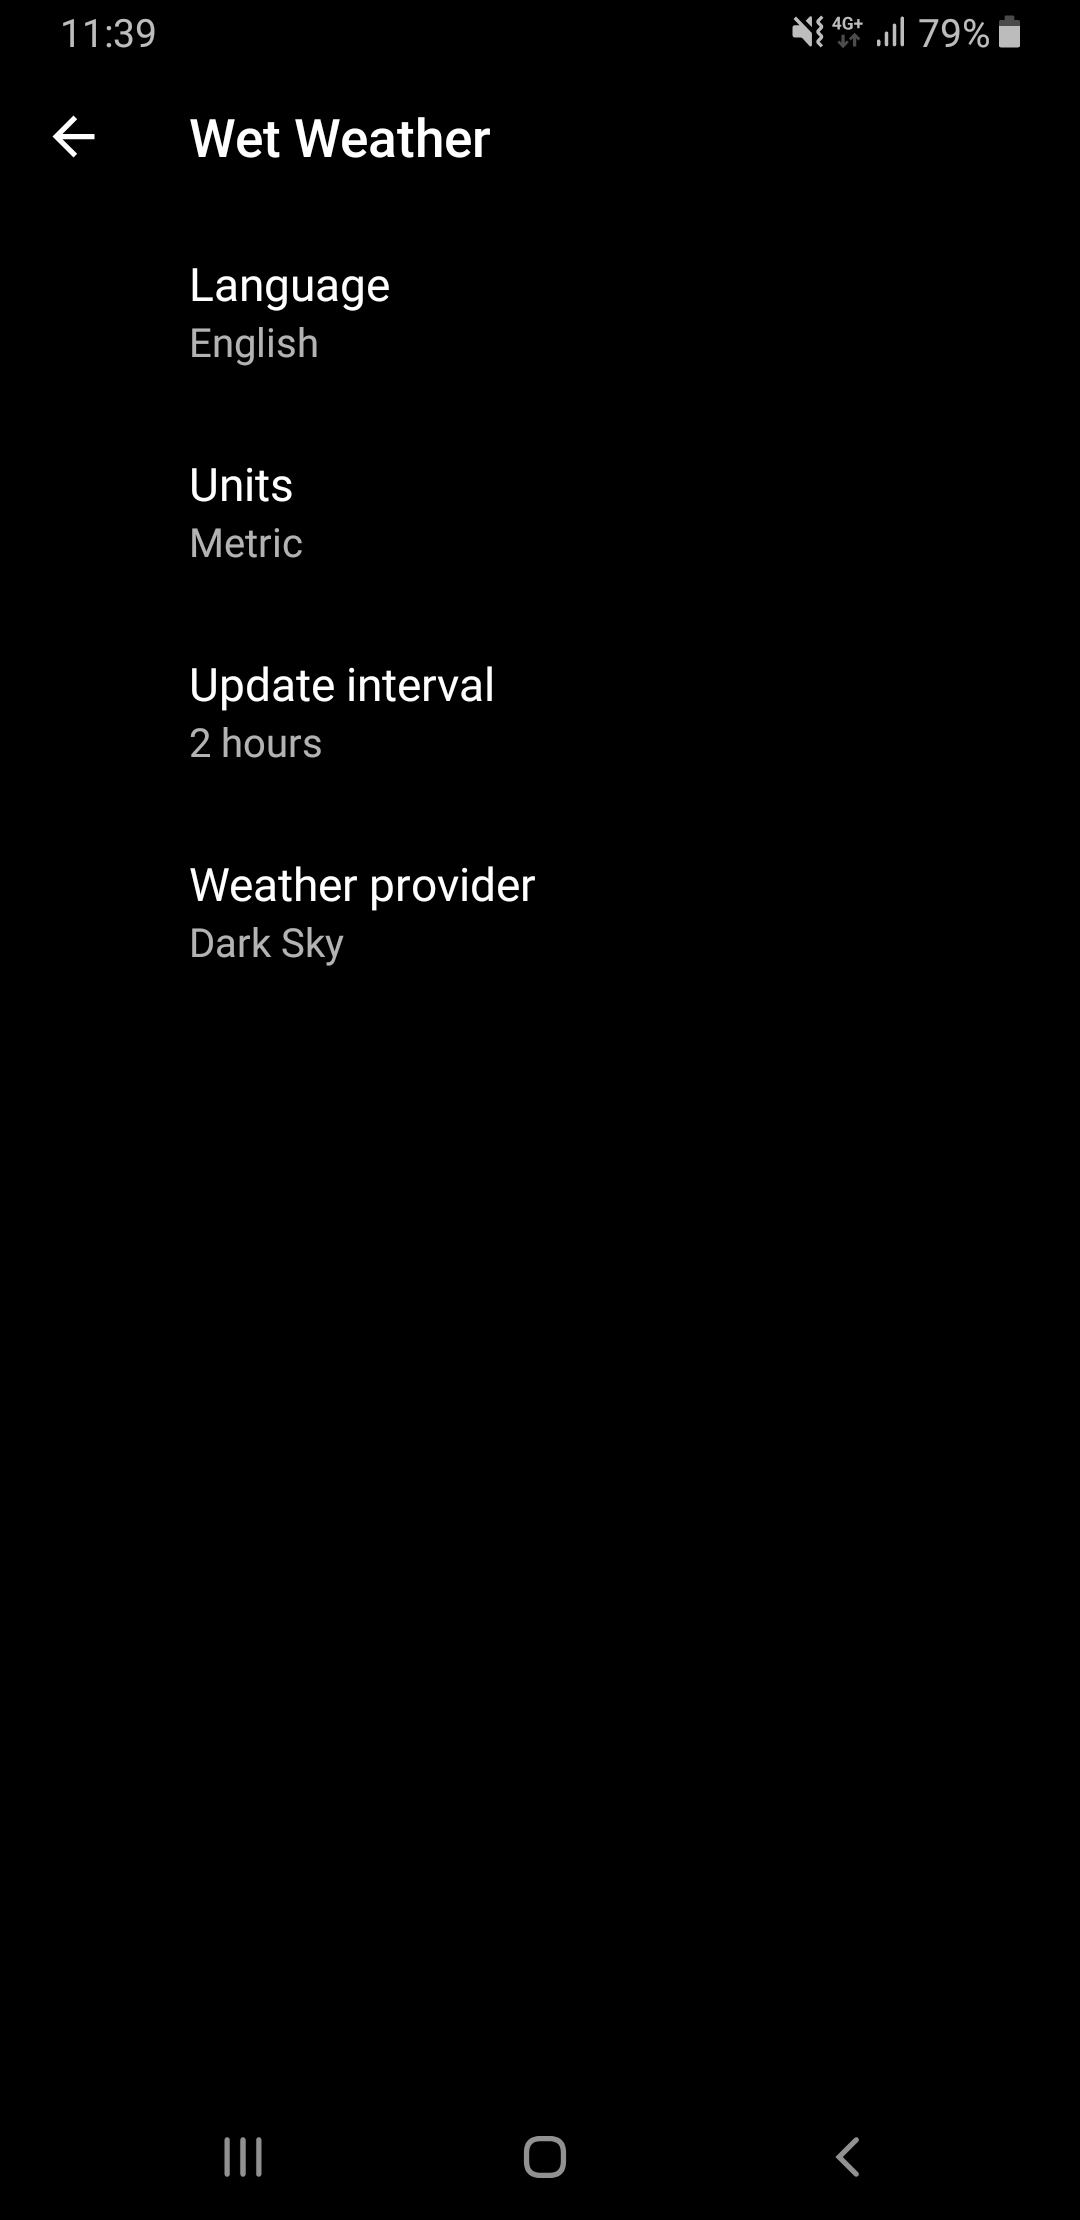 11:39
4G+
79%
Wet Weather
Language
English
Units
Metric
Update interval
2 hours
Weather provider
Dark Sky